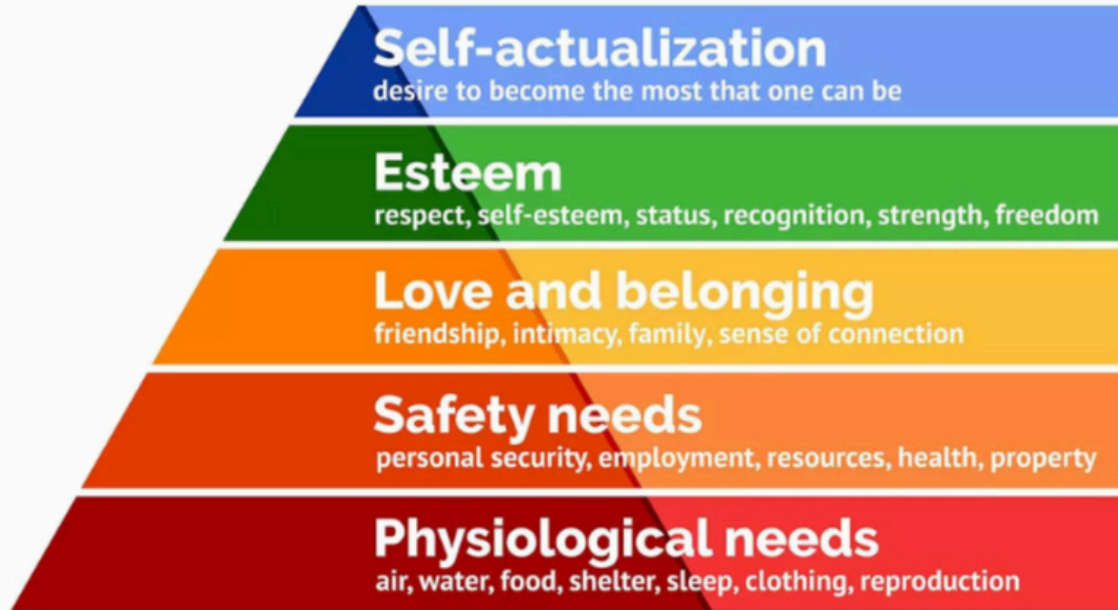 Self-actualization
desire to become the most that one can be
Esteem
respect, self-esteem, status, recognition, strength, freedom
Love and belonging
friendship, intimacy, family, sense of connection
Safety needs
personal security, employment, resources, health, property
Physiological needs
air, water, food, shelter, sleep, clothing, reproduction